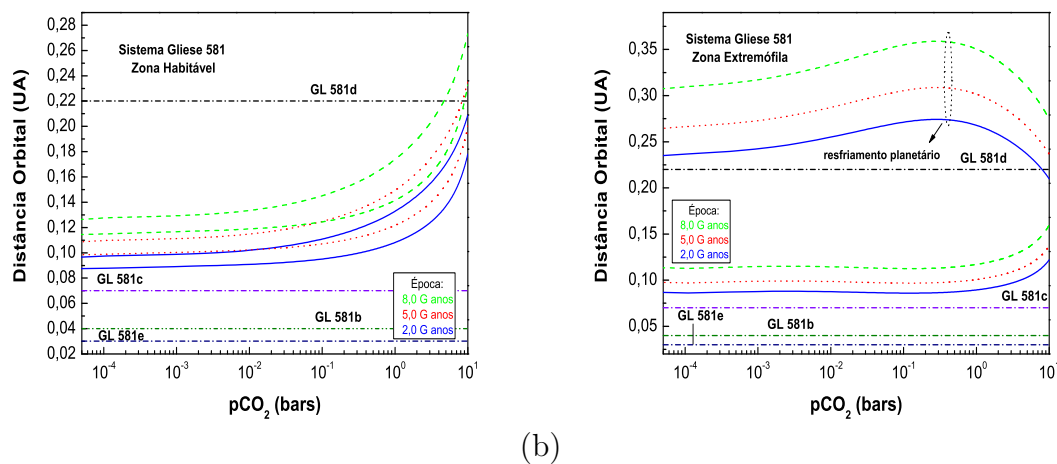 Distância Orbital (UA)
0,28
0,26
0,24
0,22
0,20
0,18
0,16
0,14
0,12
0,10
0,08
0,06
0,04
0,02
Sistema Gliese 581
Zona Habitável
GL 581d
GL 581c
GL 581b
GL 581e
Época:
8,0 G anos
5,0 G anos
2,0 G anos
10⁻⁴ 10⁻³ 10⁻² 10⁻¹ 10⁰ 10¹
pCO₂ (bars)
Distância Orbital (UA)
0,35
0,30
0,25
0,20
0,15
0,10
0,05
Sistema Gliese 581
Zona Extremófila
resfriamento planetário
GL 581d
Época:
8,0 G anos
5,0 G anos
2,0 G anos
GL 581c
GL 581e
GL 581b
10⁻⁴ 10⁻³ 10⁻² 10⁻¹ 10⁰ 10¹
pCO₂ (bars)
(b)